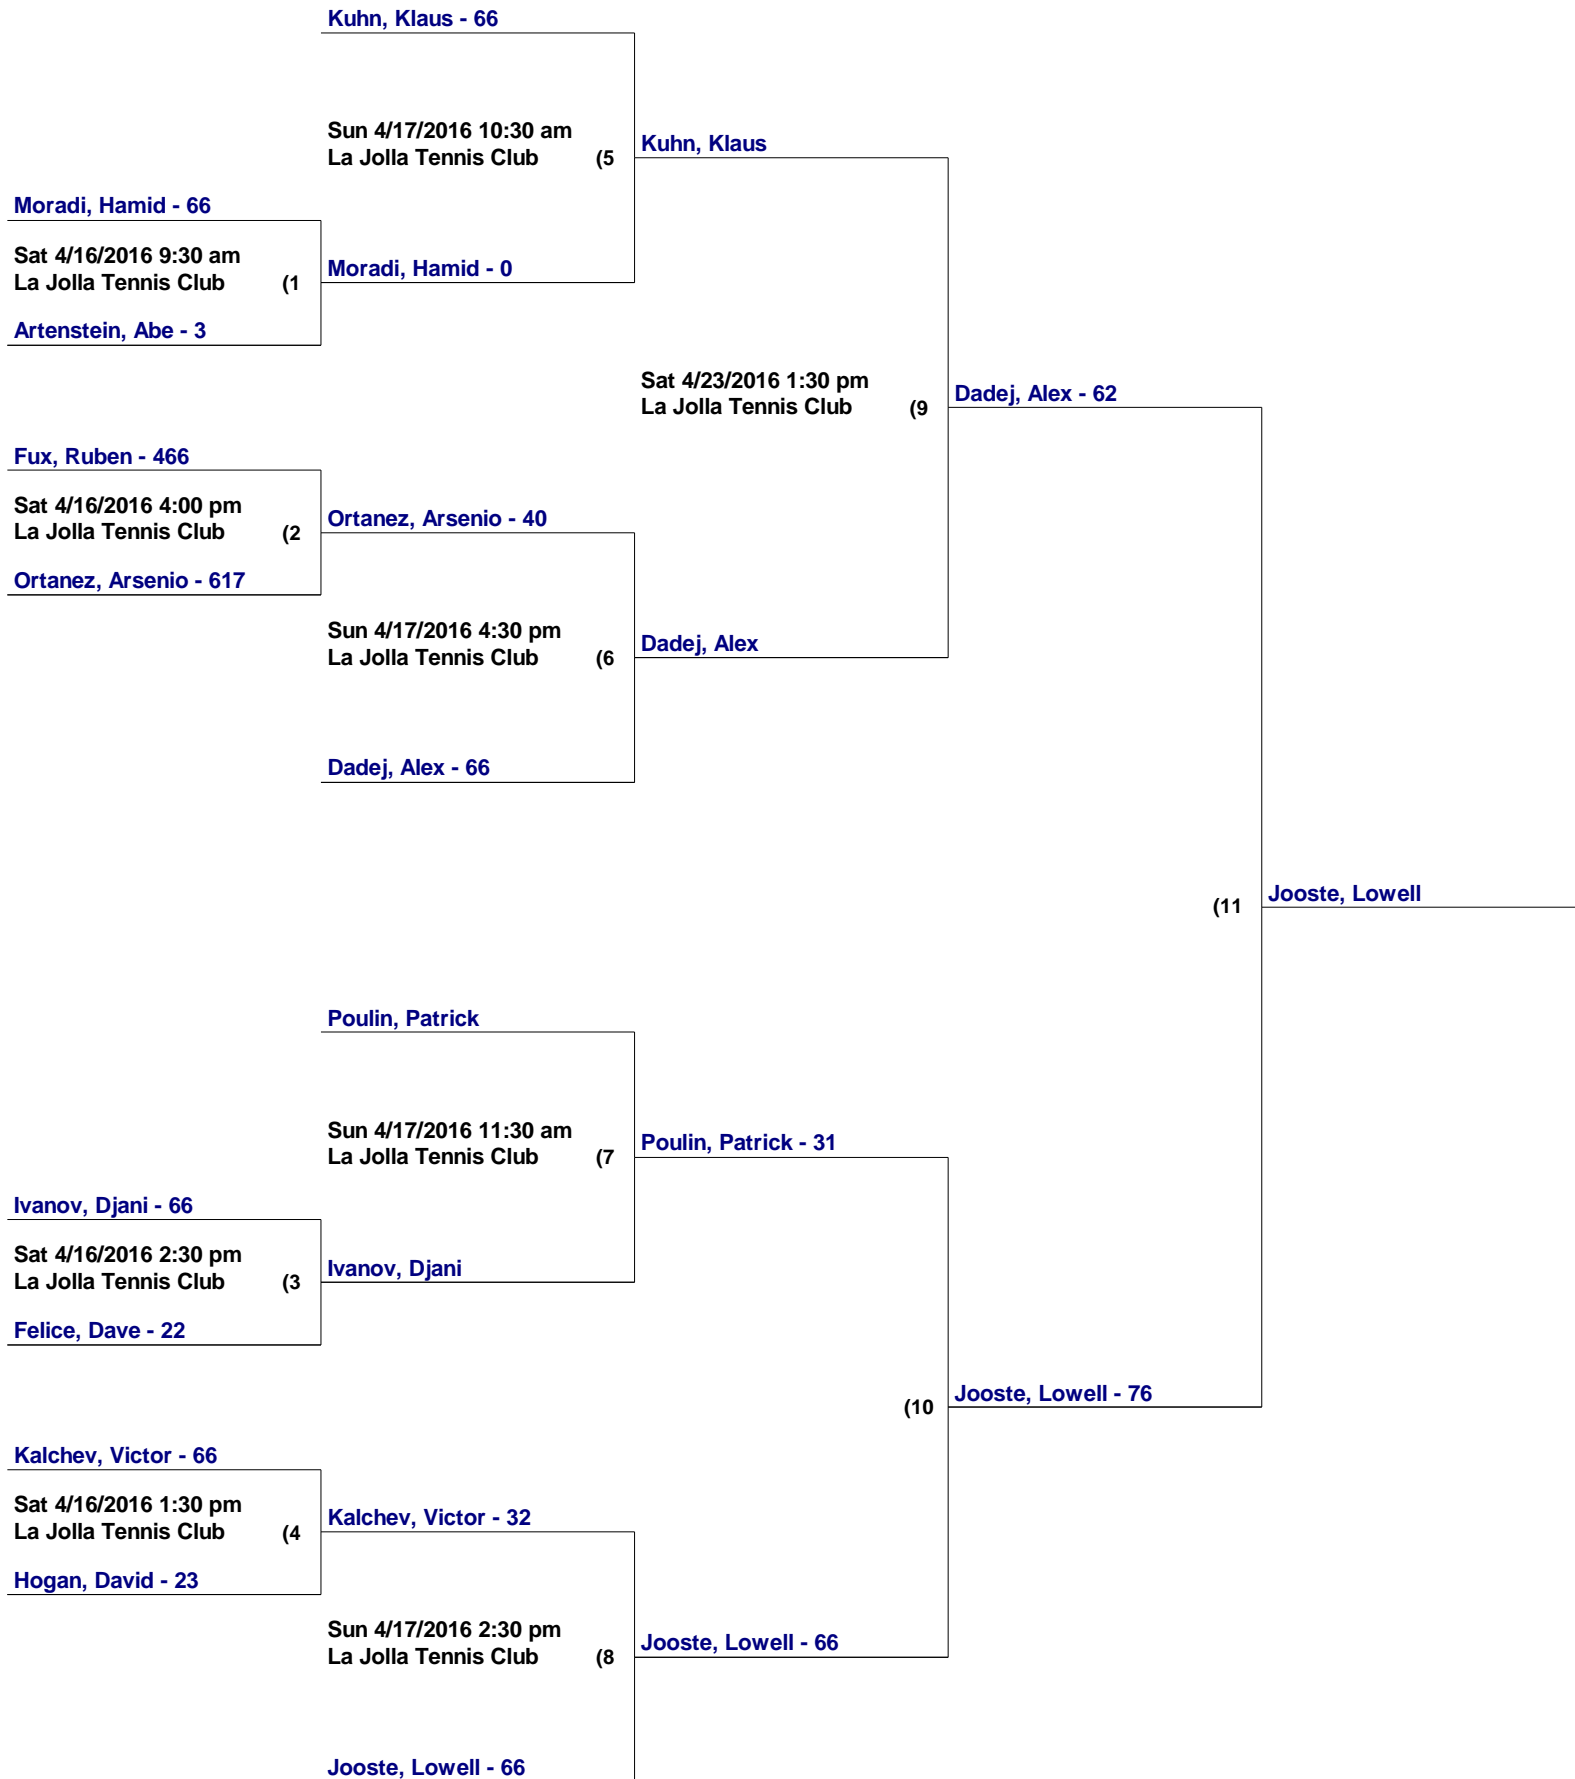 Kuhn, Klaus - 66
Sun 4/17/2016 10:30 am
La Jolla Tennis Club (5
Kuhn, Klaus
Moradi, Hamid - 66
Sat 4/16/2016 9:30 am
La Jolla Tennis Club (1
Moradi, Hamid - 0
Artenstein, Abe - 3
Sat 4/23/2016 1:30 pm
La Jolla Tennis Club (9
Dadej, Alex - 62
Fux, Ruben - 466
Sat 4/16/2016 4:00 pm
La Jolla Tennis Club (2
Ortanez, Arsenio - 40
Ortanez, Arsenio - 617
Sun 4/17/2016 4:30 pm
La Jolla Tennis Club (6
Dadej, Alex
Dadej, Alex - 66
(11
Jooste, Lowell
Poulin, Patrick
Sun 4/17/2016 11:30 am
La Jolla Tennis Club (7
Poulin, Patrick - 31
Ivanov, Djani - 66
Sat 4/16/2016 2:30 pm
La Jolla Tennis Club (3
Ivanov, Djani
Felice, Dave - 22
(10
Jooste, Lowell - 76
Kalchev, Victor - 66
Sat 4/16/2016 1:30 pm
La Jolla Tennis Club (4
Kalchev, Victor - 32
Hogan, David - 23
Sun 4/17/2016 2:30 pm
La Jolla Tennis Club (8
Jooste, Lowell - 66
Jooste, Lowell - 66